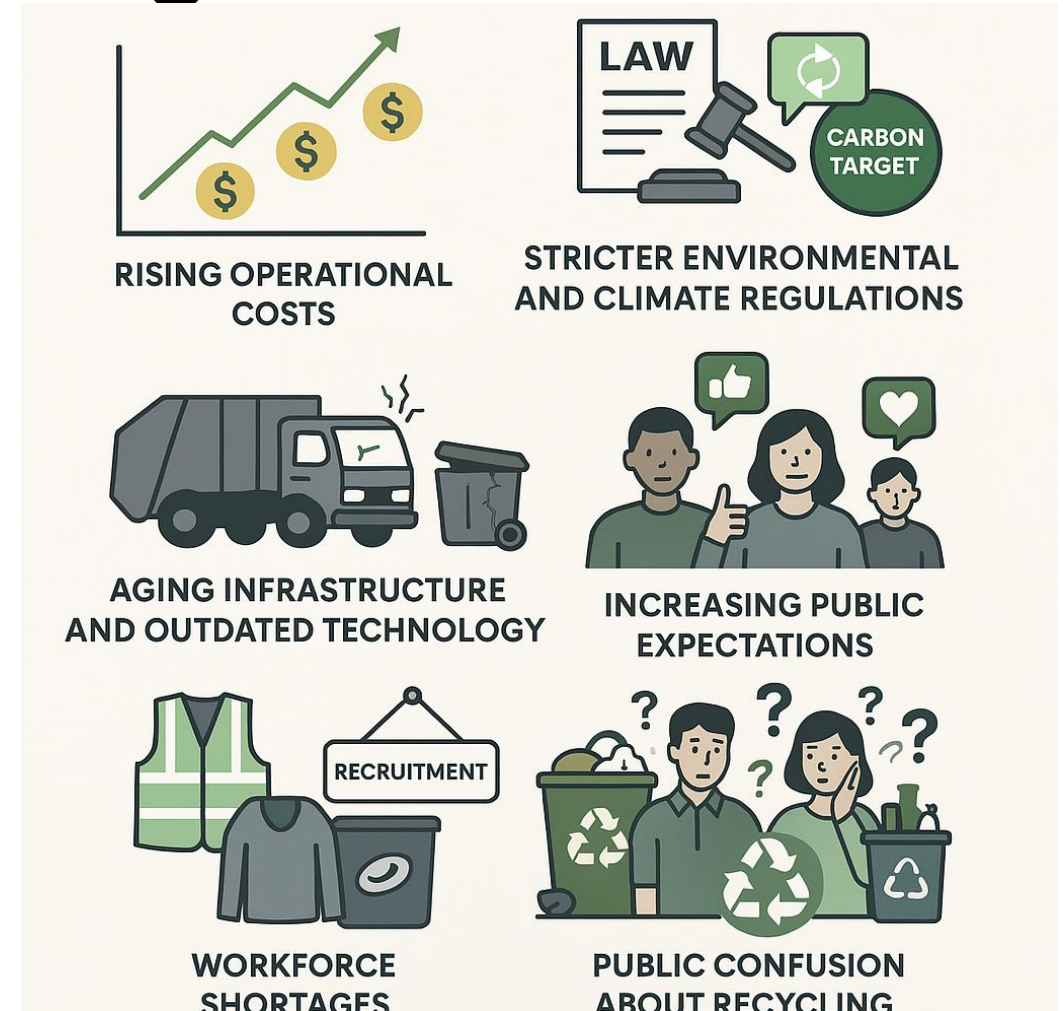 $
$
$
RISING OPERATIONAL
COSTS
LAW
CARBON
TARGET
STRICTER ENVIRONMENTAL
AND CLIMATE REGULATIONS
AGING INFRASTRUCTURE
AND OUTDATED TECHNOLOGY
INCREASING PUBLIC
EXPECTATIONS
RECRUITMENT
WORKFORCE
SHORTAGES
? ? ? ? ? ?
PUBLIC CONFUSION
ABOUT RECYCLING